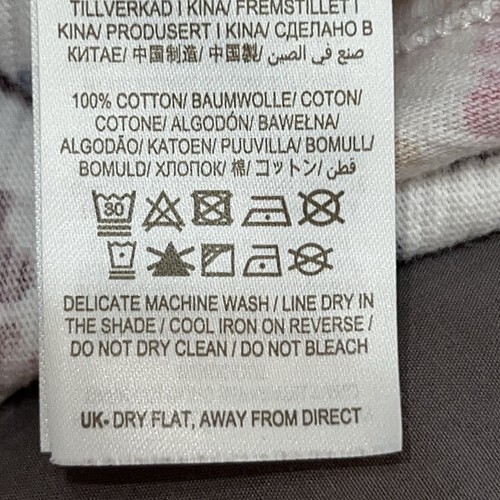 TILLVERKAD I KINA/ FREMSTILLET I
KINA/ PRODUSERT I KINA/ СДЕЛАНО В
КИТАЕ/ 中国制造/ 中國製/ صنع في الصين
100% COTTON/ BAUMWOLLE/ COTON/
COTONE/ ALGODÓN/ BAWEŁNA/
ALGODÃO/ KATOEN/ PUUVILLA/ BOMULL/
BOMULD/ ХЛОПОК/ 棉/ コットン/ قطن
30
DELICATE MACHINE WASH / LINE DRY IN
THE SHADE / COOL IRON ON REVERSE /
DO NOT DRY CLEAN / DO NOT BLEACH
UK- DRY FLAT, AWAY FROM DIRECT